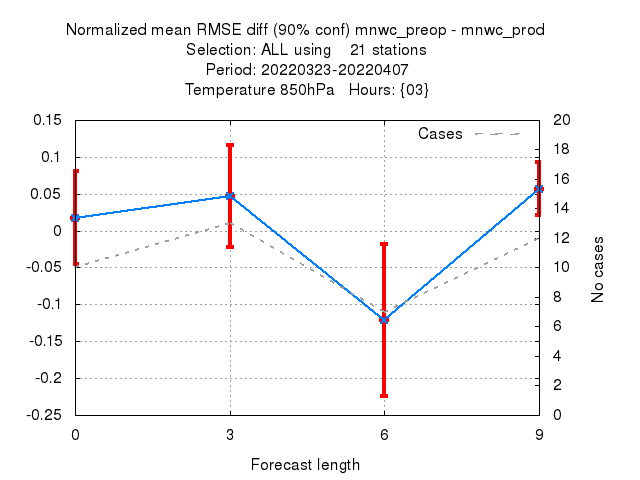 Normalized mean RMSE diff (90% conf) mnwc_preop - mnwc_prod
Selection: ALL using    21 stations
Period: 20220323-20220407
Temperature 850hPa   Hours: {03}
Cases
0.15
0.1
0.05
0
-0.05
-0.1
-0.15
-0.2
-0.25
20
18
16
14
12
10
8
6
4
2
0
No cases
0 3 6 9
Forecast length